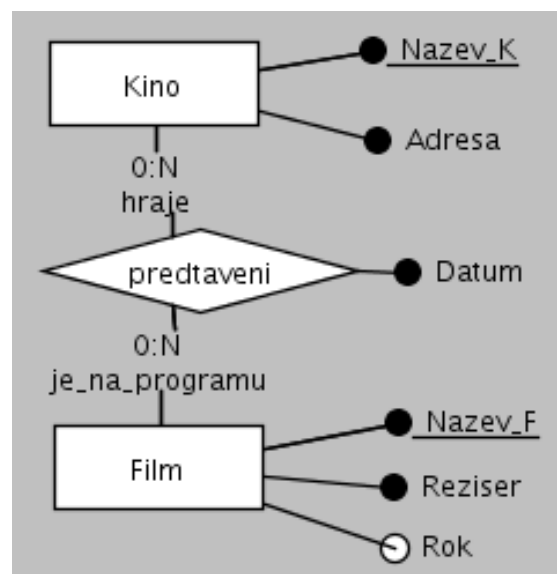 Nazev_K
Kino
Adresa
0:N
hraje
predtaveni
Datum
0:N
je_na_programu
Nazev_F
Film
Reziser
Rok